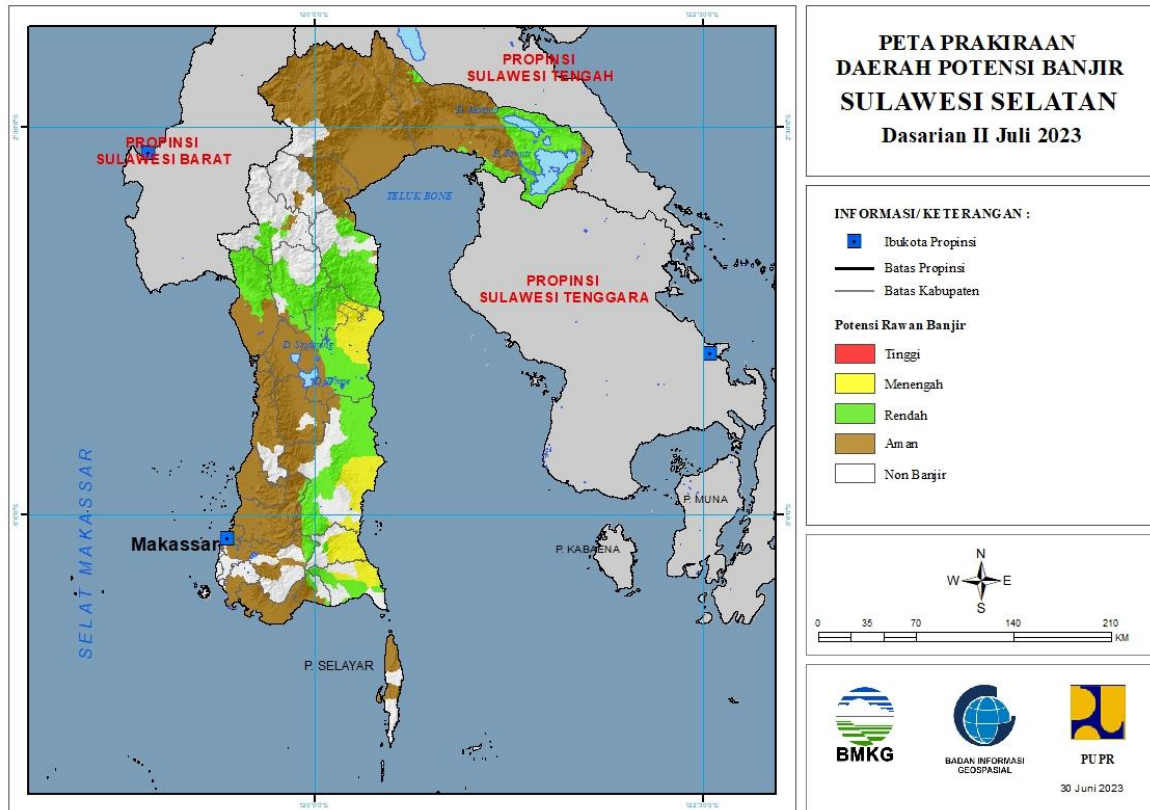 PROPINSI
SULAWESI TENGAH
PROPINSI
SULAWESI BARAT
TELUK BONE
PROPINSI
SULAWESI TENGGARA
SELAT MAKASSAR
Makassar
P. MUNA
P. KABAENA
P. SELAYAR
PETA PRAKIRAAN
DAERAH POTENSI BANJIR
SULAWESI SELATAN
Dasarian II Juli 2023
INFORMASI/ KETERANGAN :
Ibukota Propinsi
Batas Propinsi
Batas Kabupaten
Potensi Rawan Banjir
Tinggi
Menengah
Rendah
Aman
Non Banjir
N
W E
S
0 35 70 140 210
KM
BMKG
BADAN INFORMASI
GEOSPASIAL
PUPR
30 Juni 2023